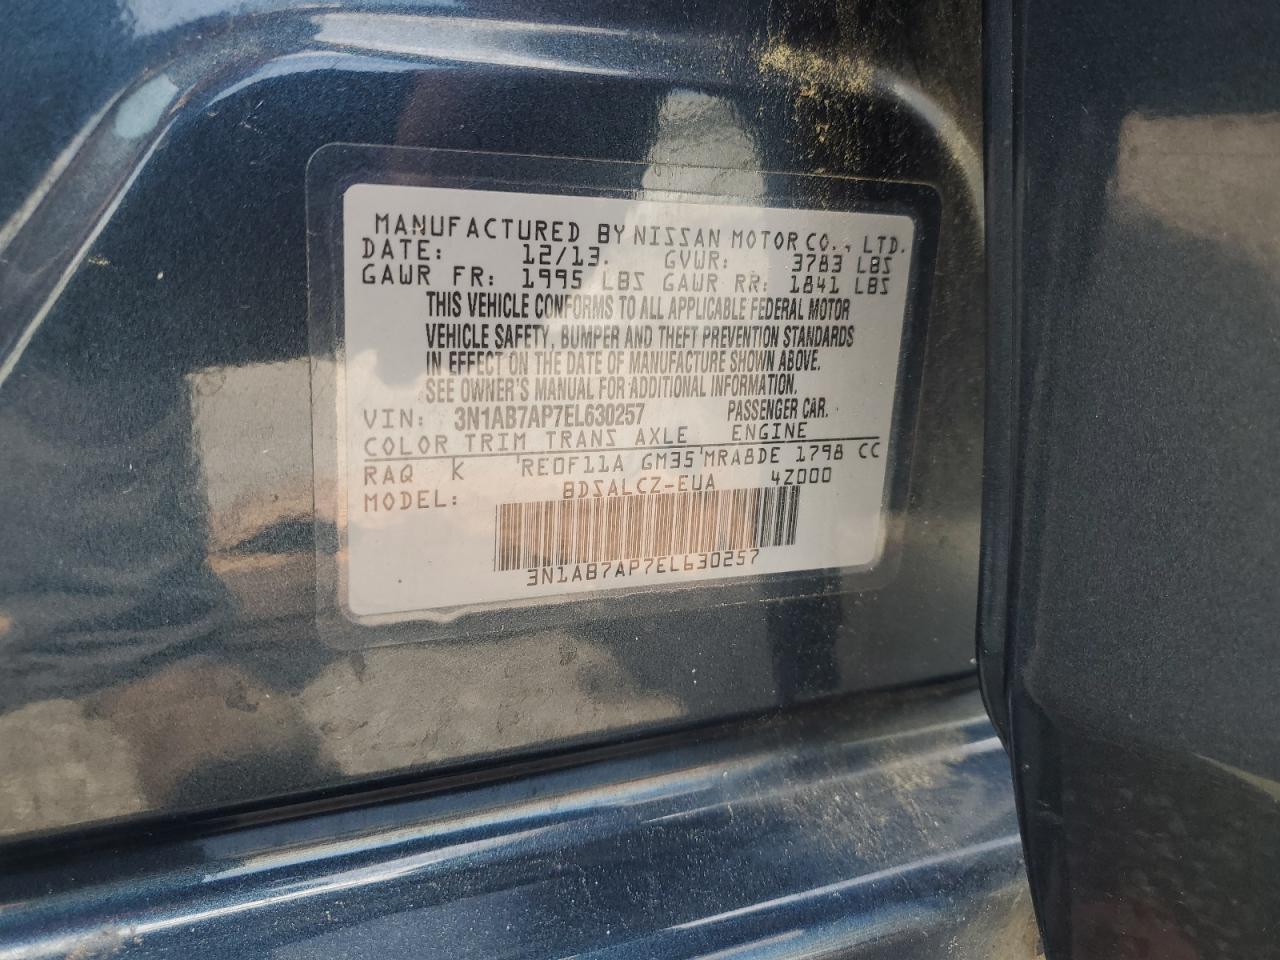 MANUFACTURED BY NISSAN MOTOR CO., LTD.
DATE: 12/13. GVWR: 3783 LBS
GAWR FR: 1995 LBS GAWR RR: 1841 LBS
THIS VEHICLE CONFORMS TO ALL APPLICABLE FEDERAL MOTOR
VEHICLE SAFETY, BUMPER AND THEFT PREVENTION STANDARDS
IN EFFECT ON THE DATE OF MANUFACTURE SHOWN ABOVE.
SEE OWNER'S MANUAL FOR ADDITIONAL INFORMATION.
VIN: 3N1AB7AP7EL630257 PASSENGER CAR.
COLOR TRIM TRANS AXLE ENGINE
RAQ K RE0F11A GM35 MRA8DE 1798 CC
MODEL: BDSALCZ-EUA 4Z000
3N1AB7AP7EL630257